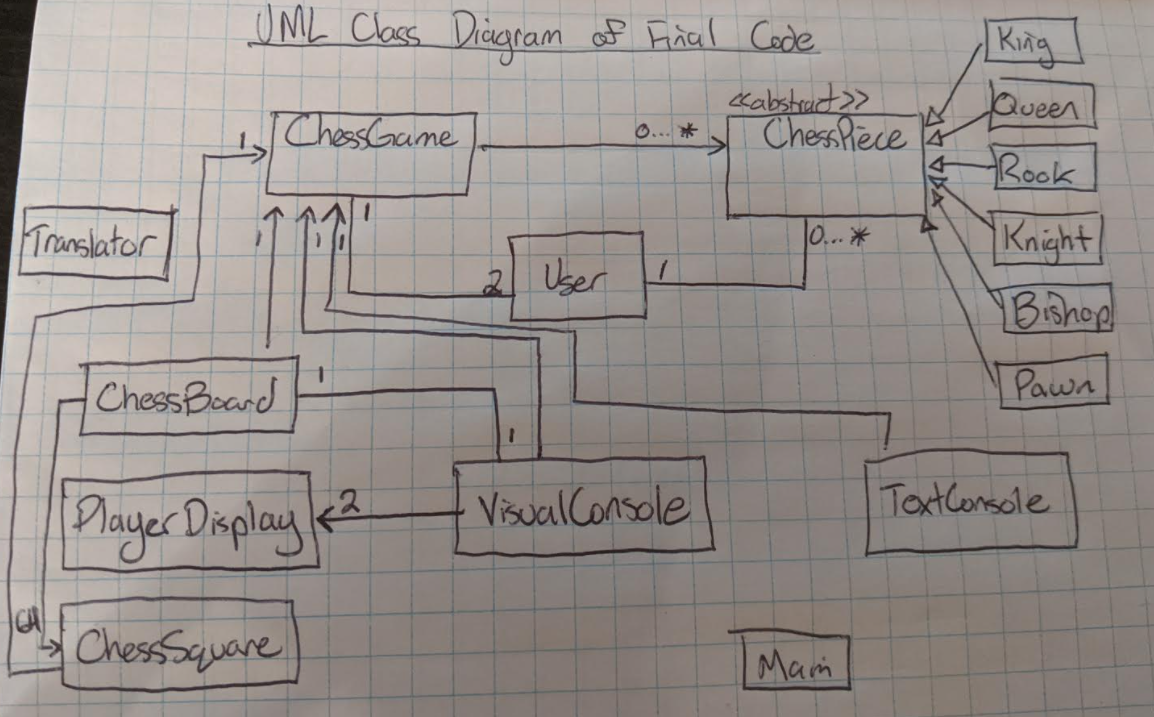 UML Class Diagram of Final Code
King
<<abstract>>
Queen
ChessGame
0...*
ChessPiece
1
Rook
Translator
1
1
1
1
0...*
Knight
2
User
1
Bishop
ChessBoard
1
Pawn
1
PlayerDisplay
2
VisualConsole
TextConsole
64
ChessSquare
Main